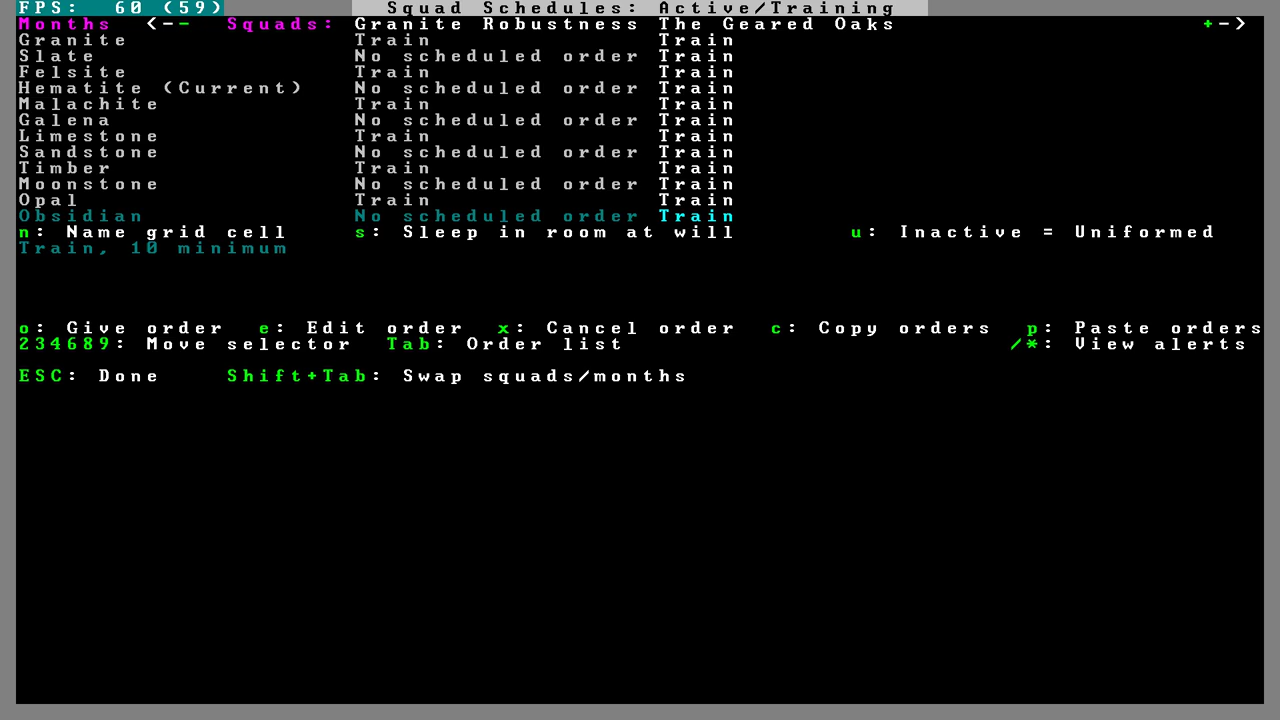 FPS: 60 (59) Squad Schedules: Active/Training
Months <-- Squads: Granite Robustness The Geared Oaks +->
Granite Train Train
Slate No scheduled order Train
Felsite Train Train
Hematite (Current) No scheduled order Train
Malachite Train Train
Galena No scheduled order Train
Limestone Train Train
Sandstone No scheduled order Train
Timber Train Train
Moonstone No scheduled order Train
Opal Train Train
Obsidian No scheduled order Train
n: Name grid cell s: Sleep in room at will u: Inactive = Uniformed
Train, 10 minimum
o: Give order e: Edit order x: Cancel order c: Copy orders p: Paste orders
234689: Move selector Tab: Order list /*: View alerts
ESC: Done Shift+Tab: Swap squads/months